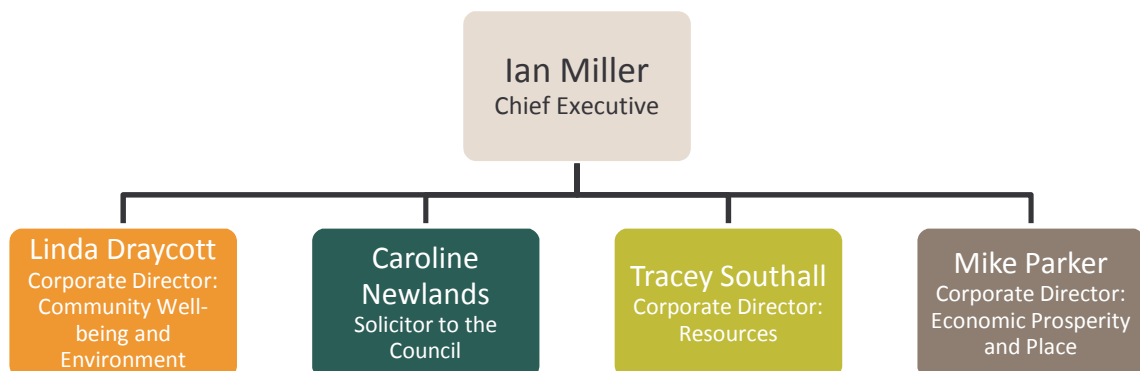 Ian Miller
Chief Executive
Linda Draycott
Corporate Director:
Community Well-
being and
Environment
Caroline
Newlands
Solicitor to the
Council
Tracey Southall
Corporate Director:
Resources
Mike Parker
Corporate Director:
Economic Prosperity
and Place